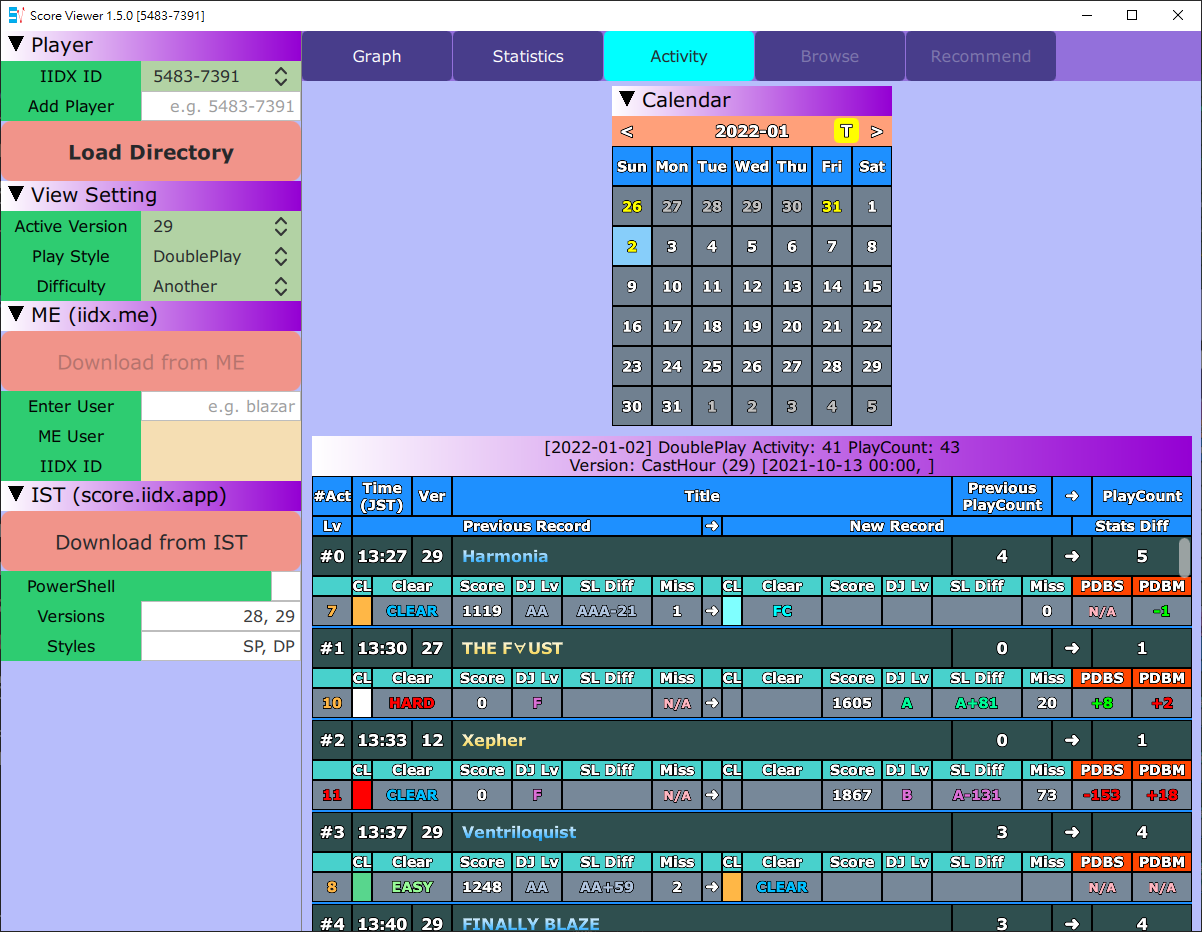 Score Viewer 1.5.0 [5483-7391]
Player
IIDX ID 5483-7391
Add Player e.g. 5483-7391
Load Directory
View Setting
Active Version 29
Play Style DoublePlay
Difficulty Another
ME (iidx.me)
Download from ME
Enter User e.g. blazar
ME User
IIDX ID
IST (score.iidx.app)
Download from IST
PowerShell
Versions 28, 29
Styles SP, DP
Graph Statistics Activity Browse Recommend
Calendar
< 2022-01 T >
Sun Mon Tue Wed Thu Fri Sat
26 27 28 29 30 31 1
2 3 4 5 6 7 8
9 10 11 12 13 14 15
16 17 18 19 20 21 22
23 24 25 26 27 28 29
30 31 1 2 3 4 5
[2022-01-02] DoublePlay Activity: 41 PlayCount: 43
Version: CastHour (29) [2021-10-13 00:00, ]
#Act Time (JST) Ver Title Previous PlayCount ➜ PlayCount
Lv Previous Record ➜ New Record Stats Diff
#0 13:27 29 Harmonia 4 ➜ 5
CL Clear Score DJ Lv SL Diff Miss CL Clear Score DJ Lv SL Diff Miss PDBS PDBM
7 CLEAR 1119 AA AAA-21 1 ➜ FC 0 N/A -1
#1 13:30 27 THE F∀UST 0 ➜ 1
CL Clear Score DJ Lv SL Diff Miss CL Clear Score DJ Lv SL Diff Miss PDBS PDBM
10 HARD 0 F N/A ➜ 1605 A A+81 20 +8 +2
#2 13:33 12 Xepher 0 ➜ 1
CL Clear Score DJ Lv SL Diff Miss CL Clear Score DJ Lv SL Diff Miss PDBS PDBM
11 CLEAR 0 F N/A ➜ 1867 B A-131 73 -153 +18
#3 13:37 29 Ventriloquist 3 ➜ 4
CL Clear Score DJ Lv SL Diff Miss CL Clear Score DJ Lv SL Diff Miss PDBS PDBM
8 EASY 1248 AA AA+59 2 ➜ CLEAR N/A N/A
#4 13:40 29 FINALLY BLAZE 3 ➜ 4